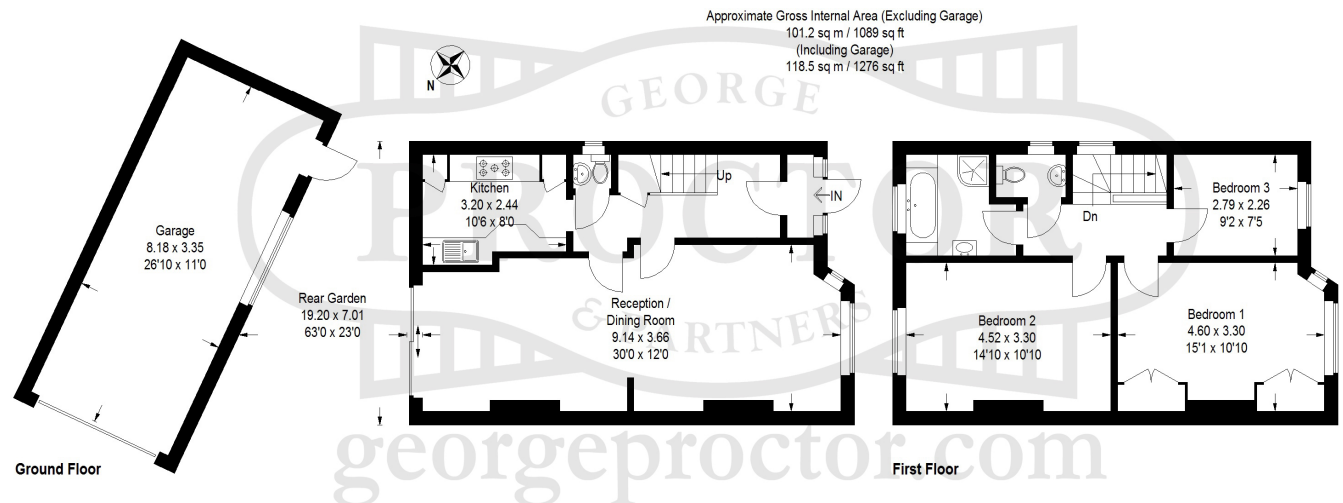 Approximate Gross Internal Area (Excluding Garage)
101.2 sq m / 1089 sq ft
(Including Garage)
118.5 sq m / 1276 sq ft
N
GEORGE
PROCTOR
& PARTNERS
georgeproctor.com
Garage
8.18 x 3.35
26'10 x 11'0
Rear Garden
19.20 x 7.01
63'0 x 23'0
Kitchen
3.20 x 2.44
10'6 x 8'0
Up
IN
Reception /
Dining Room
9.14 x 3.66
30'0 x 12'0
Ground Floor
Dn
Bedroom 3
2.79 x 2.26
9'2 x 7'5
Bedroom 2
4.52 x 3.30
14'10 x 10'10
Bedroom 1
4.60 x 3.30
15'1 x 10'10
First Floor